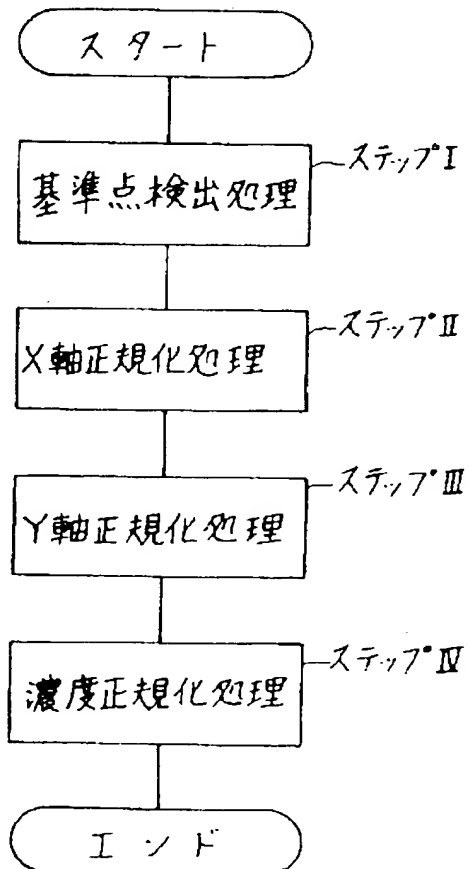 スタート
ステップⅠ
基準点検出処理
ステップⅡ
X軸正規化処理
ステップⅢ
Y軸正規化処理
ステップⅣ
濃度正規化処理
エンド